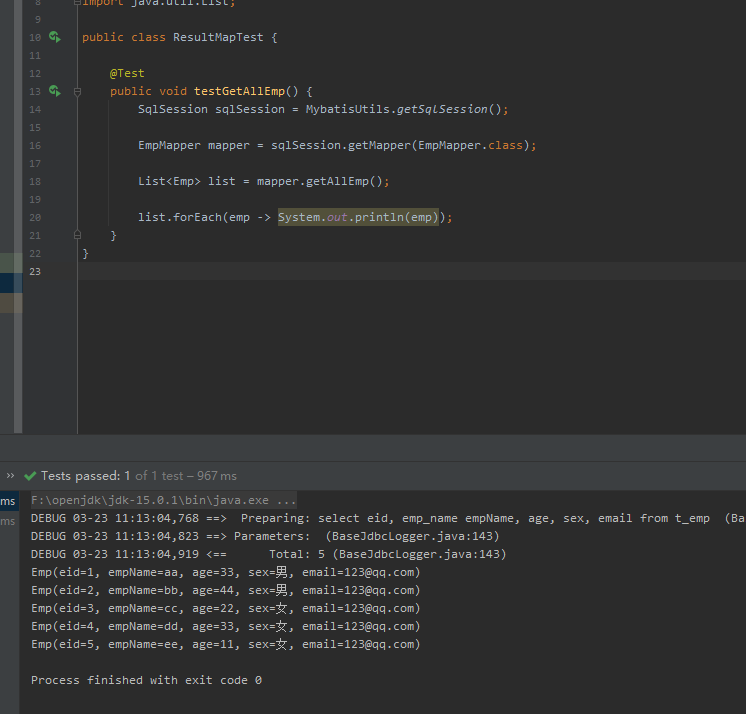 8 import java.util.List;
9
10 public class ResultMapTest {
11
12 @Test
13 public void testGetAllEmp() {
14 SqlSession sqlSession = MybatisUtils.getSqlSession();
15
16 EmpMapper mapper = sqlSession.getMapper(EmpMapper.class);
17
18 List<Emp> list = mapper.getAllEmp();
19
20 list.forEach(emp -> System.out.println(emp));
21 }
22 }
23
» Tests passed: 1 of 1 test – 967 ms
ms F:\openjdk\jdk-15.0.1\bin\java.exe ...
ms DEBUG 03-23 11:13:04,768 ==>  Preparing: select eid, emp_name empName, age, sex, email from t_emp  (Ba
DEBUG 03-23 11:13:04,823 ==> Parameters:  (BaseJdbcLogger.java:143)
DEBUG 03-23 11:13:04,919 <==      Total: 5 (BaseJdbcLogger.java:143)
Emp(eid=1, empName=aa, age=33, sex=男, email=123@qq.com)
Emp(eid=2, empName=bb, age=44, sex=男, email=123@qq.com)
Emp(eid=3, empName=cc, age=22, sex=女, email=123@qq.com)
Emp(eid=4, empName=dd, age=33, sex=女, email=123@qq.com)
Emp(eid=5, empName=ee, age=11, sex=女, email=123@qq.com)
Process finished with exit code 0